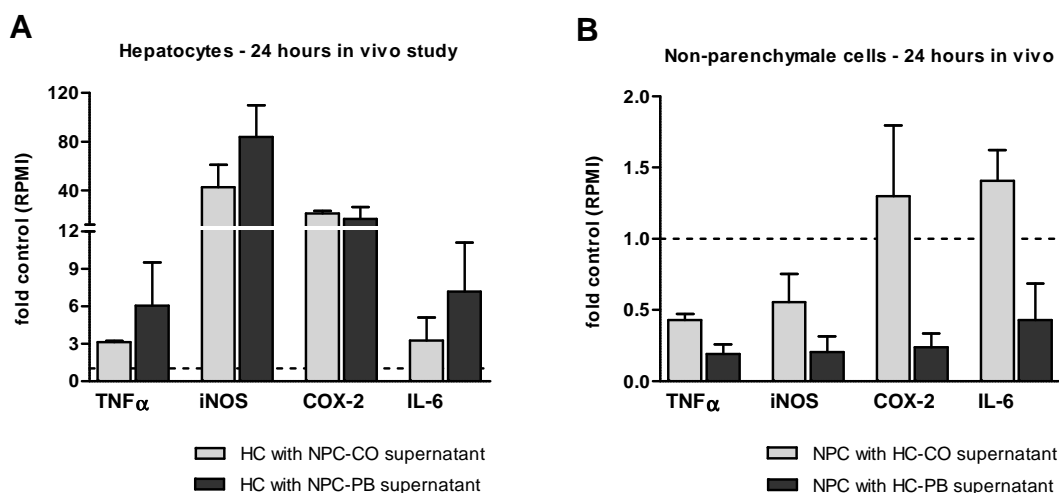 A
Hepatocytes - 24 hours in vivo study
fold control (RPMI)
120
80
40
12
9
6
3
0
TNFα iNOS COX-2 IL-6
HC with NPC-CO supernatant
HC with NPC-PB supernatant
B
Non-parenchymale cells - 24 hours in vivo
fold control (RPMI)
2.0
1.5
1.0
0.5
0.0
TNFα iNOS COX-2 IL-6
NPC with HC-CO supernatant
NPC with HC-PB supernatant